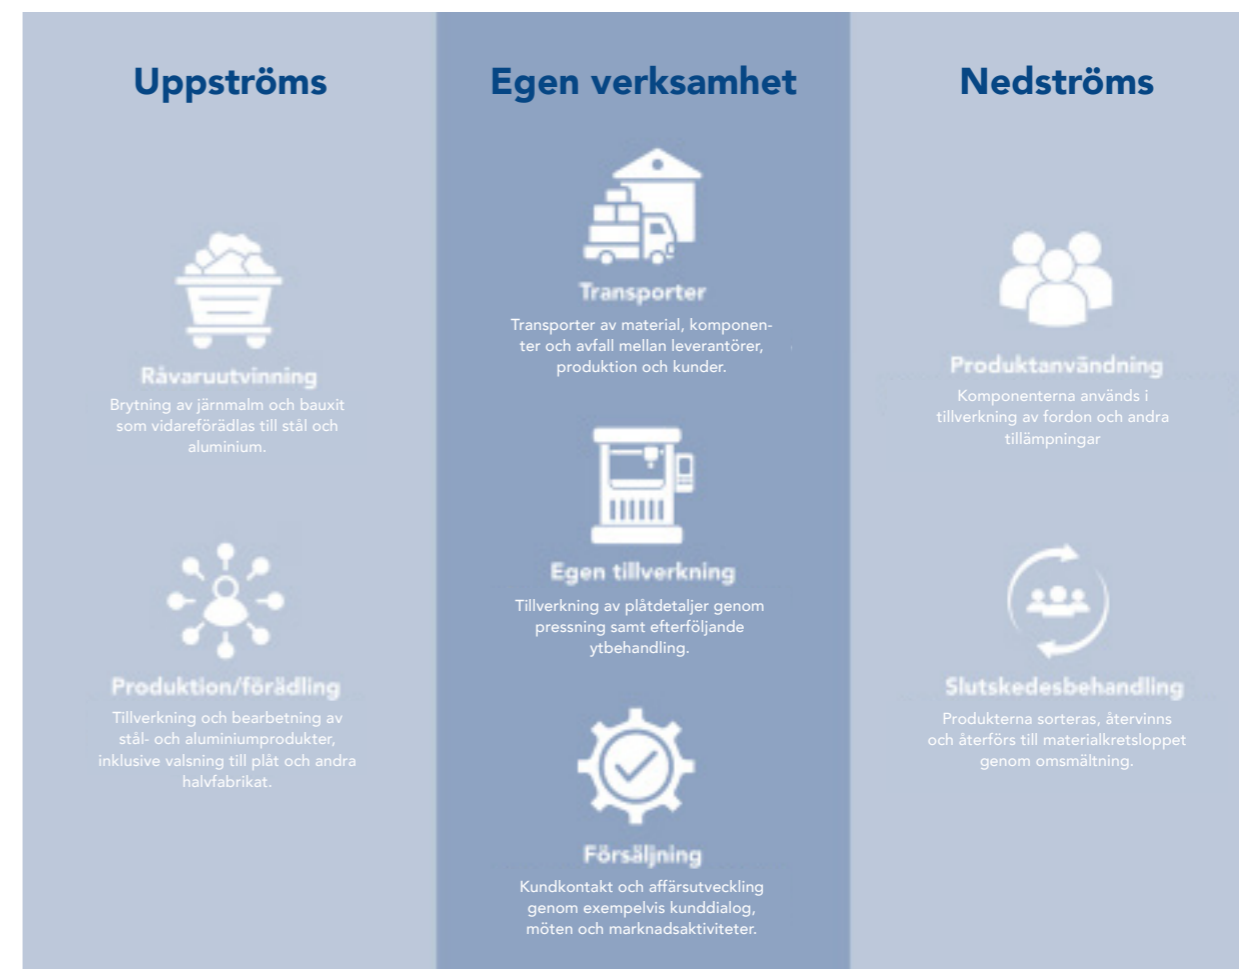 Uppströms
Råvaruutvinning
Brytning av järnmalm och bauxit
som vidareförädlas till stål och
aluminium.
Produktion/förädling
Tillverkning och bearbetning av
stål- och aluminiumprodukter,
inklusive valsning till plåt och andra
halvfabrikat.
Egen verksamhet
Transporter
Transporter av material, komponen-
ter och avfall mellan leverantörer,
produktion och kunder.
Egen tillverkning
Tillverkning av plåtdetaljer genom
pressning samt efterföljande
ytbehandling.
Försäljning
Kundkontakt och affärsutveckling
genom exempelvis kunddialog,
möten och marknadsaktiviteter.
Nedströms
Produktanvändning
Komponenterna används i
tillverkning av fordon och andra
tillämpningar
Slutskedesbehandling
Produkterna sorteras, återvinns
och återförs till materialkretsloppet
genom omsmältning.